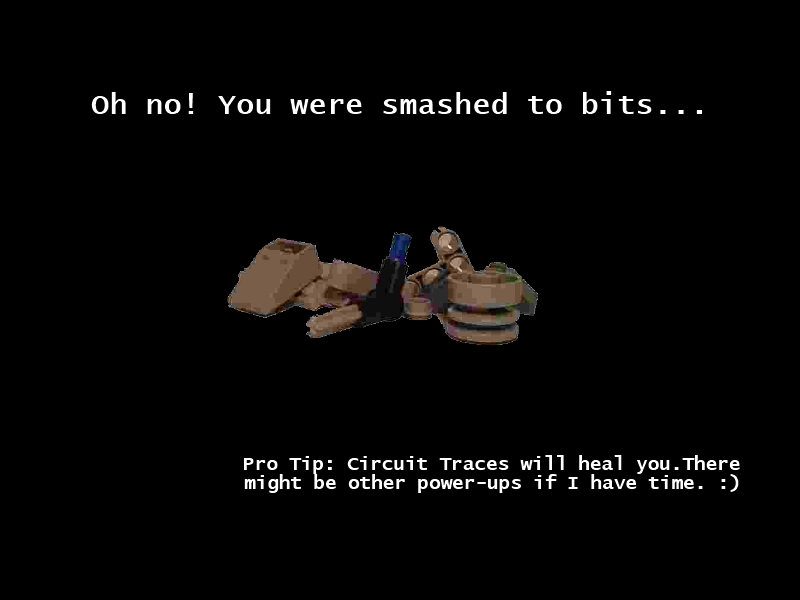 Oh no! You were smashed to bits...
Pro Tip: Circuit Traces will heal you.There
might be other power-ups if I have time. :)